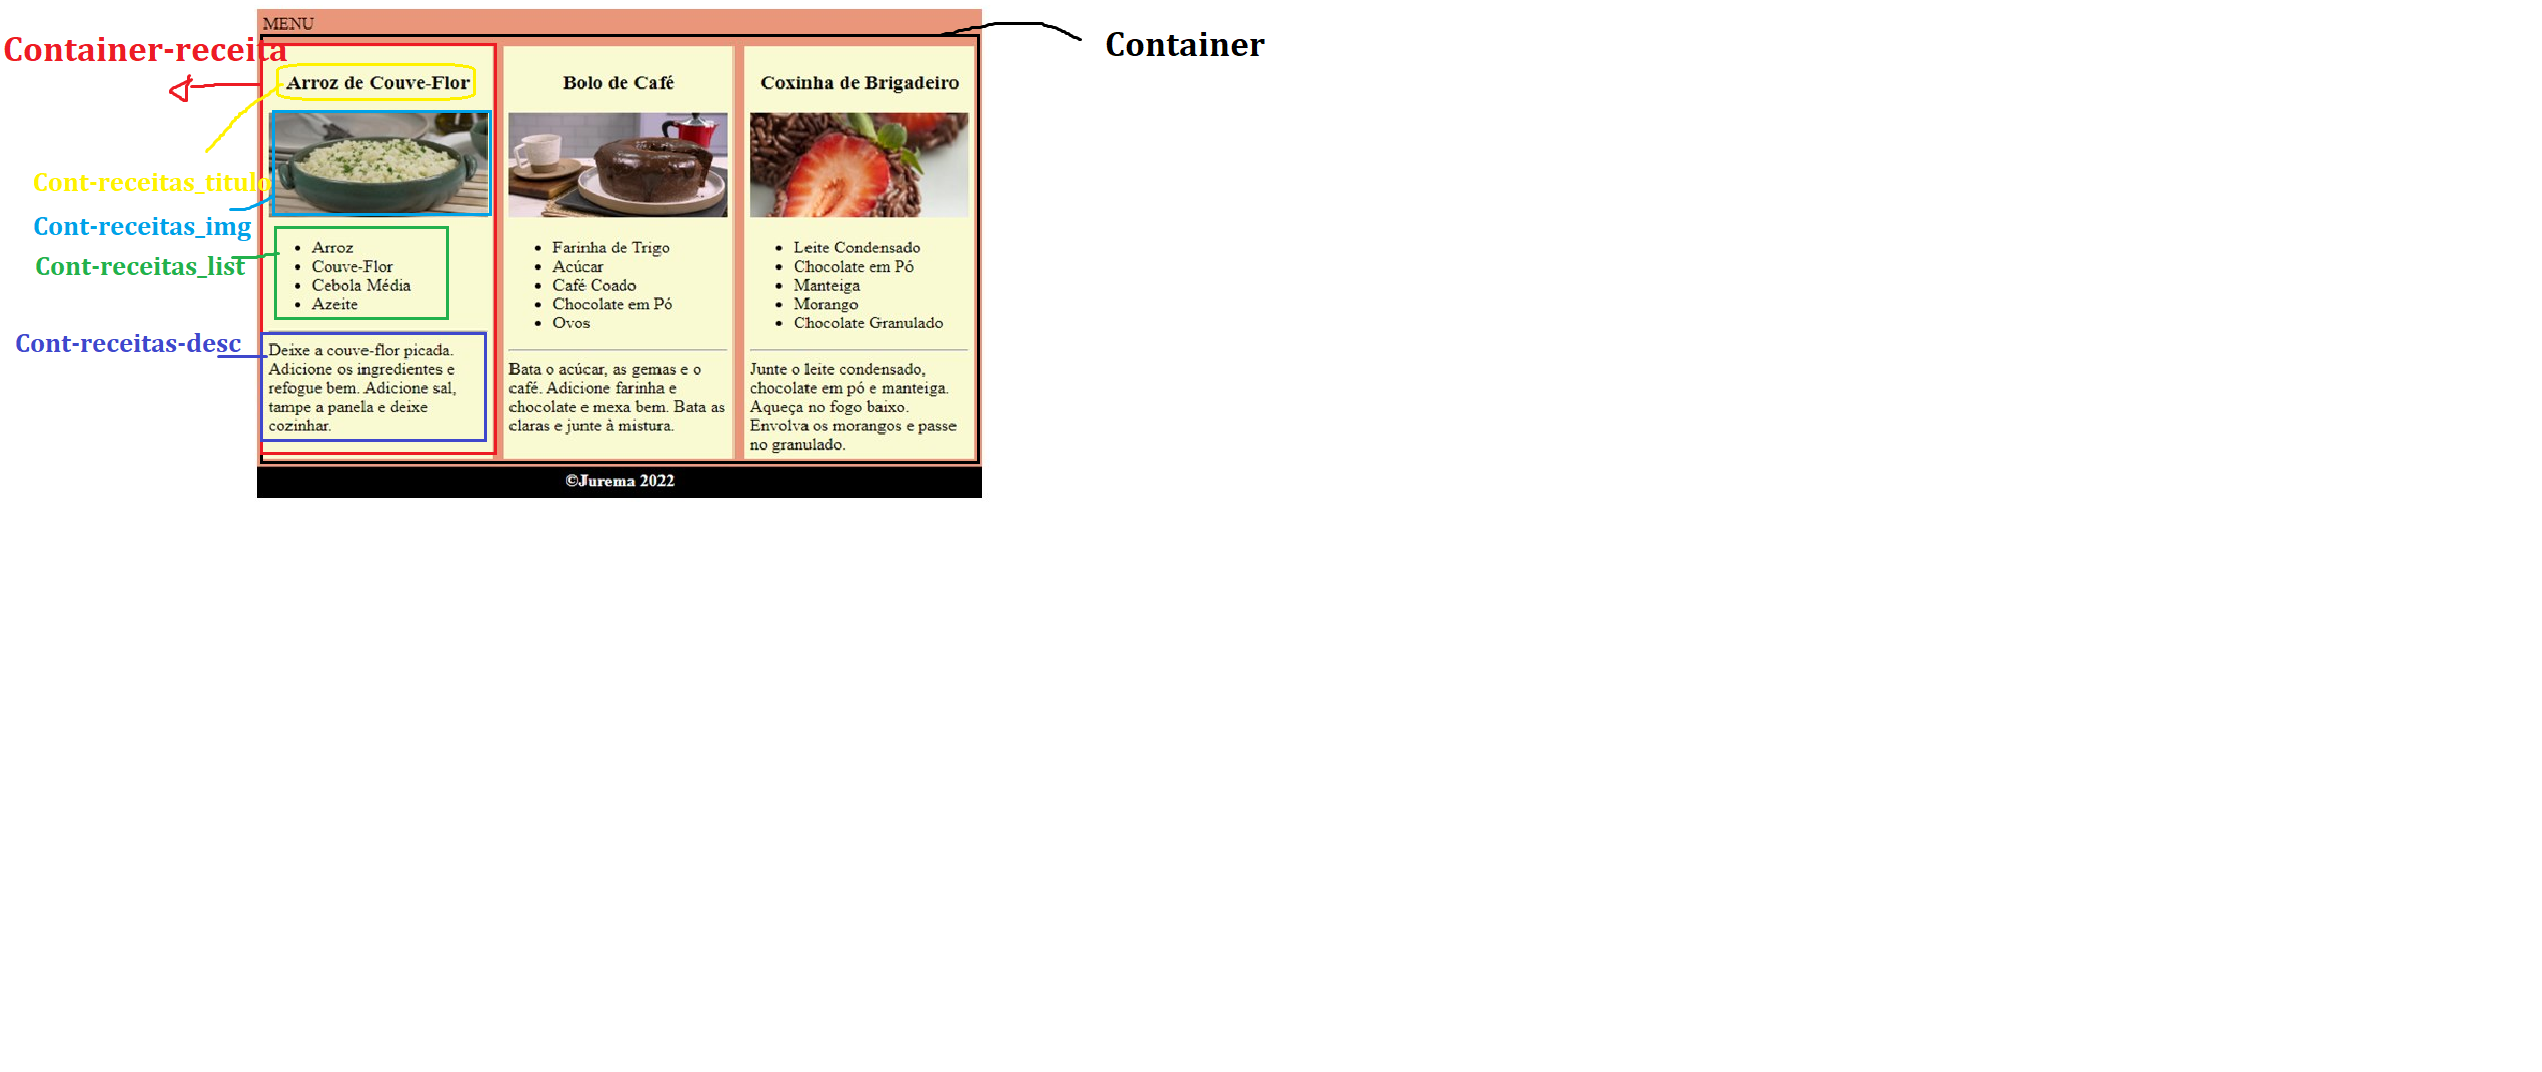 MENU
Container-receita
Container
Arroz de Couve-Flor
Bolo de Café
Coxinha de Brigadeiro
Cont-receitas_titulo
Cont-receitas_img
Cont-receitas_list
Cont-receitas-desc
Arroz
Couve-Flor
Cebola Média
Azeite
Deixe a couve-flor picada.
Adicione os ingredientes e
refogue bem. Adicione sal,
tampe a panela e deixe
cozinhar.
Farinha de Trigo
Acúcar
Café Coado
Chocolate em Pó
Ovos
Bata o acúcar, as gemas e o
café. Adicione farinha e
chocolate e mexa bem. Bata as
claras e junte à mistura.
Leite Condensado
Chocolate em Pó
Manteiga
Morango
Chocolate Granulado
Junte o leite condensado,
chocolate em pó e manteiga.
Aqueça no fogo baixo.
Envolva os morangos e passe
no granulado.
©Jurema 2022